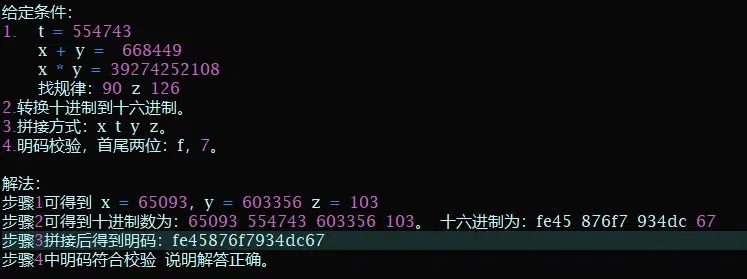 给定条件:
1. t = 554743
x + y = 668449
x * y = 39274252108
找规律: 90 z 126
2.转换十进制到十六进制。
3.拼接方式: x t y z。
4.明码校验, 首尾两位: f, 7。
解法:
步骤1可得到 x = 65093, y = 603356 z = 103
步骤2可得到十进制数为: 65093 554743 603356 103。 十六进制为: fe45 876f7 934dc 67
步骤3拼接后得到明码: fe45876f7934dc67
步骤4中明码符合校验 说明解答正确。